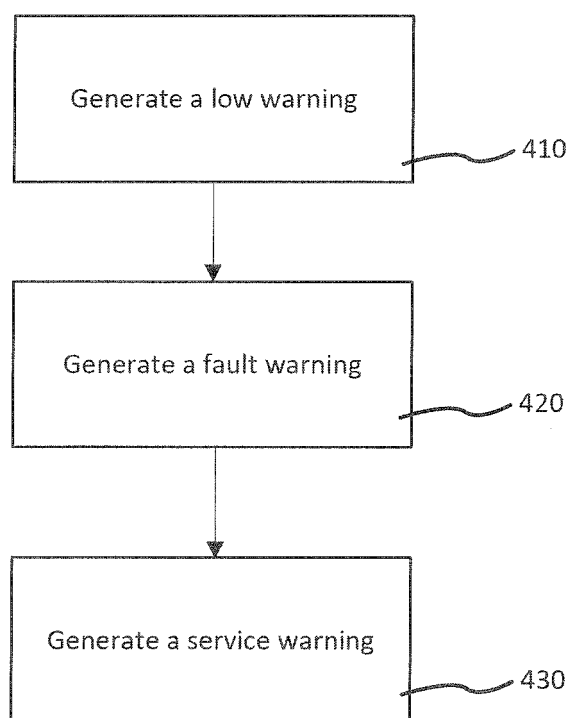 Generate a low warning
410
Generate a fault warning
420
Generate a service warning
430